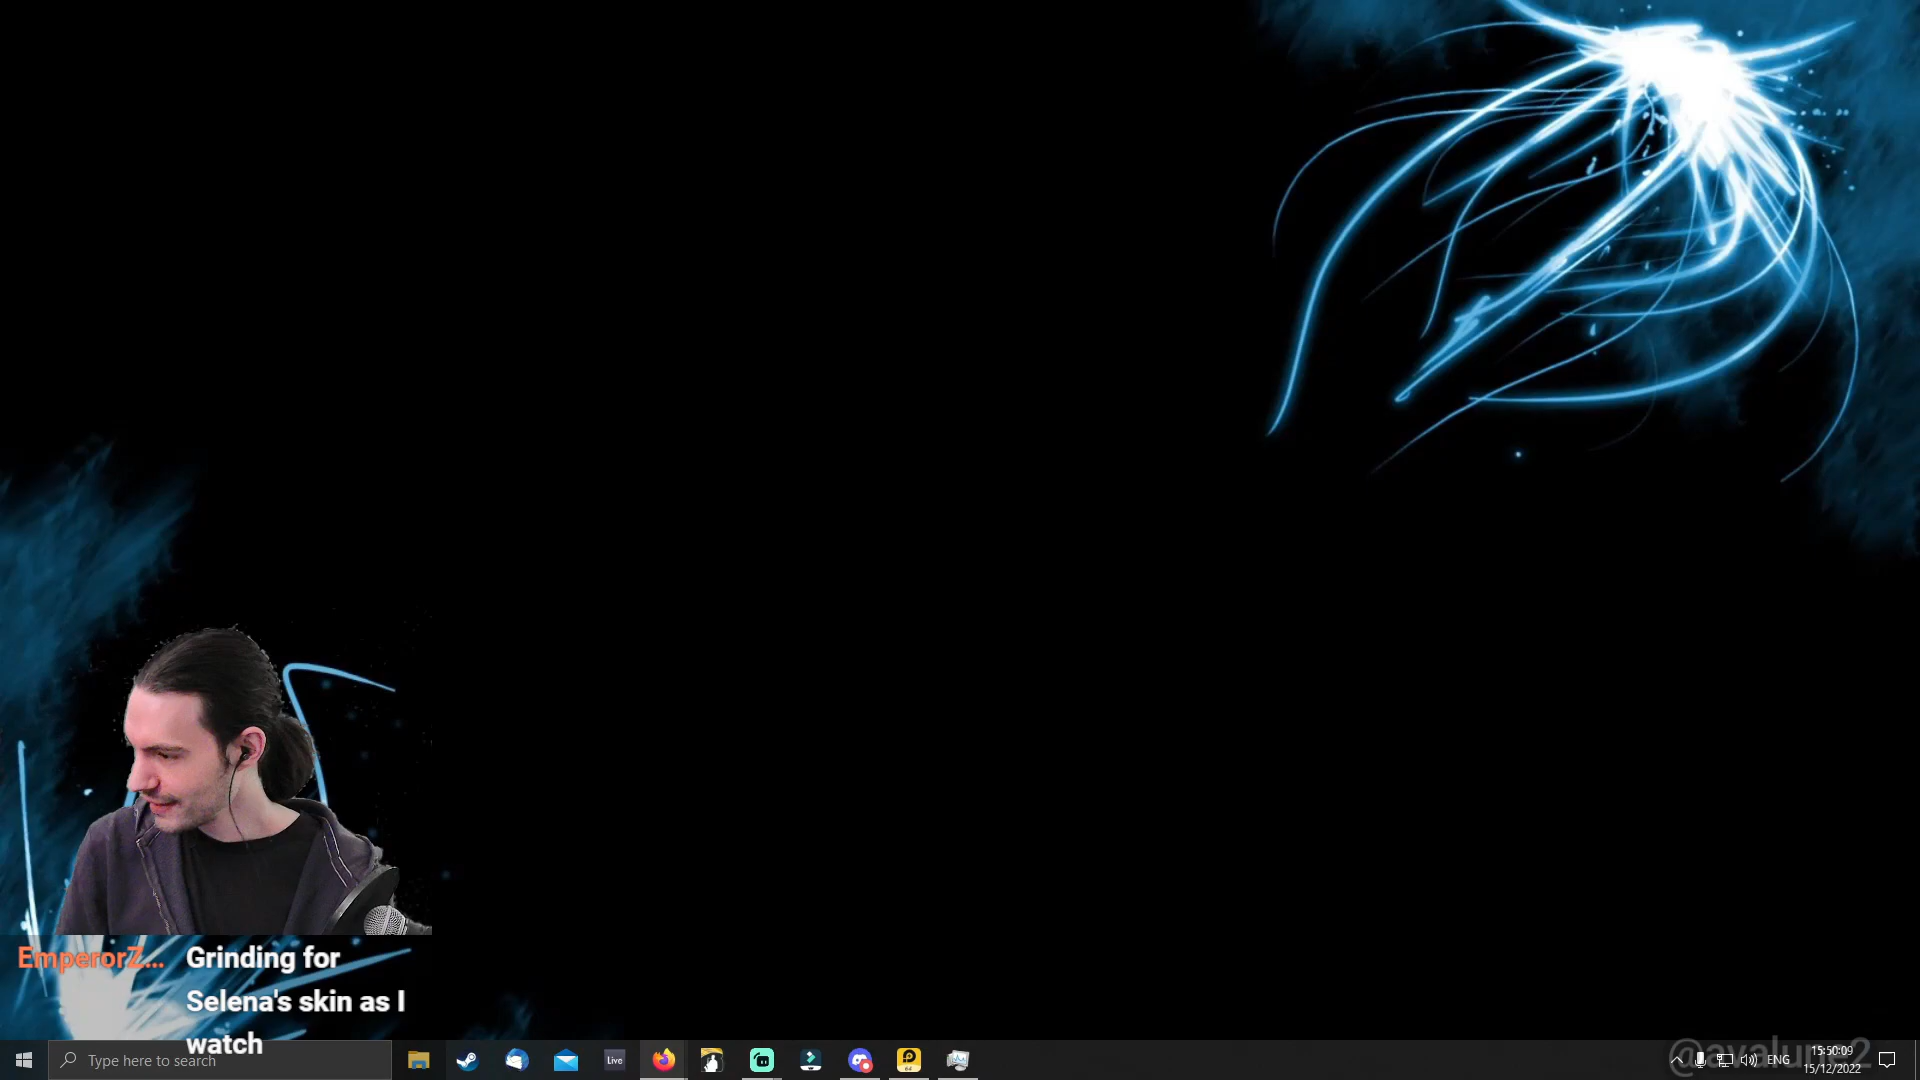 EmperorZ...
Grinding for
Selena's skin as I
watch
Type here to search
Live
@avalune2
ENG
15:50:09
15/12/2022